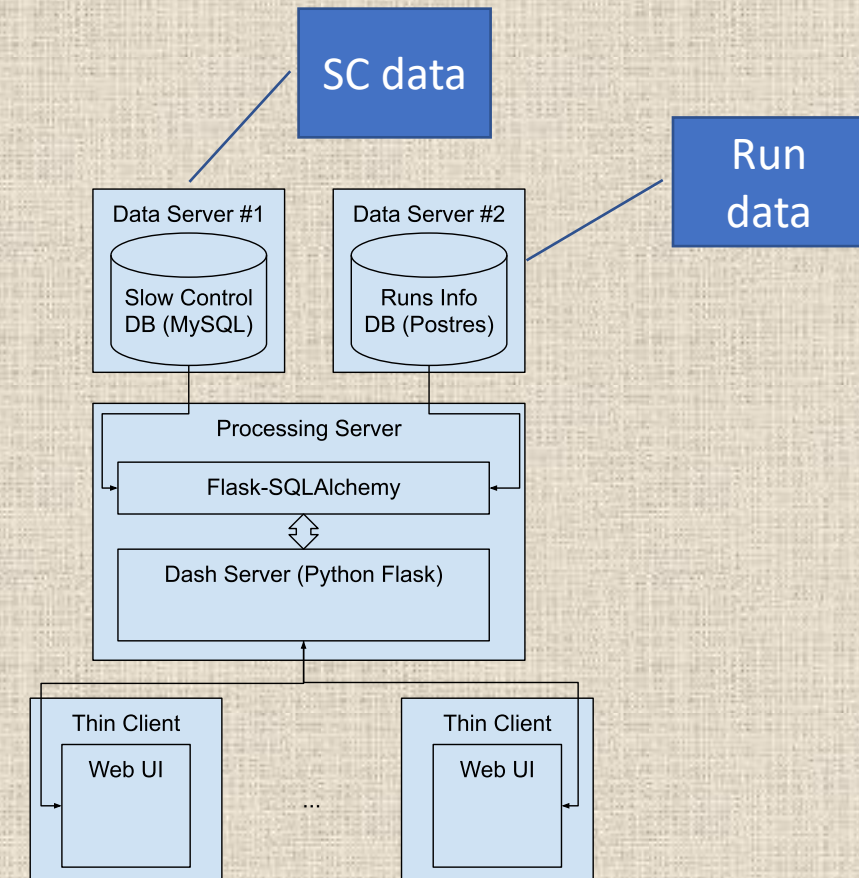 SC data
Run
data
Data Server #1
Slow Control
DB (MySQL)
Data Server #2
Runs Info
DB (Postres)
Processing Server
Flask-SQLAlchemy
Dash Server (Python Flask)
Thin Client
Web UI
...
Thin Client
Web UI